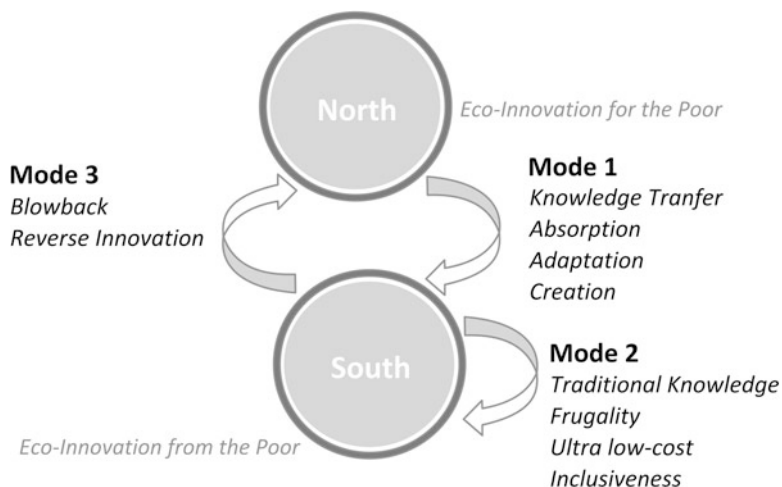 North
Eco-Innovation for the Poor
Mode 3
Blowback
Reverse Innovation
Mode 1
Knowledge Tranfer
Absorption
Adaptation
Creation
South
Mode 2
Traditional Knowledge
Frugality
Ultra low-cost
Inclusiveness
Eco-Innovation from the Poor